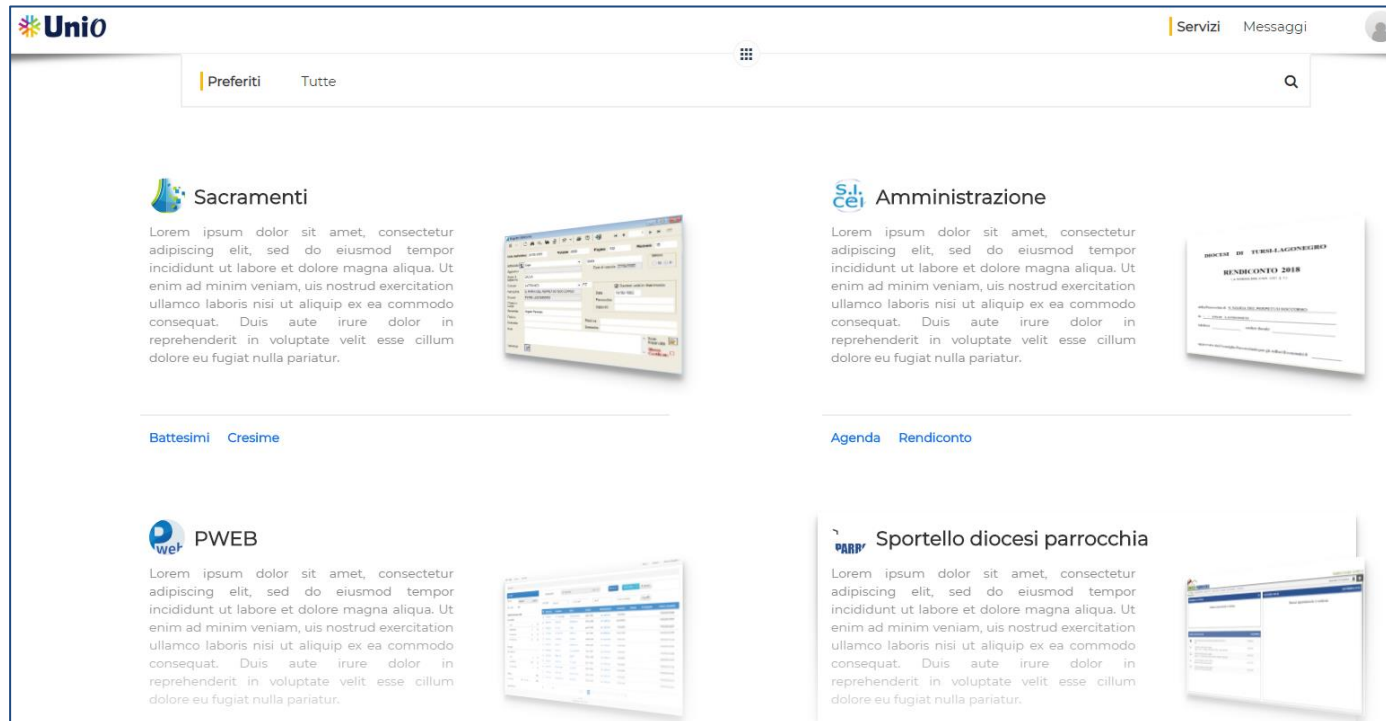 Unio
Servizi Messaggi
Preferiti Tutte
Sacramenti
Lorem ipsum dolor sit amet, consectetur
adipiscing elit, sed do eiusmod tempor
incididunt ut labore et dolore magna aliqua. Ut
enim ad minim veniam, uis nostrud exercitation
ullamco laboris nisi ut aliquip ex ea commodo
consequat. Duis aute irure dolor in
reprehenderit in voluptate velit esse cillum
dolore eu fugiat nulla pariatur.
Battesimi Cresime
s.i.
cei
Amministrazione
Lorem ipsum dolor sit amet, consectetur
adipiscing elit, sed do eiusmod tempor
incididunt ut labore et dolore magna aliqua. Ut
enim ad minim veniam, uis nostrud exercitation
ullamco laboris nisi ut aliquip ex ea commodo
consequat. Duis aute irure dolor in
reprehenderit in voluptate velit esse cillum
dolore eu fugiat nulla pariatur.
DIOCESI DI TURSI-LAGONEGRO
RENDICONTO 2018
Agenda Rendiconto
Pweb
PWEB
Lorem ipsum dolor sit amet, consectetur
adipiscing elit, sed do eiusmod tempor
incididunt ut labore et dolore magna aliqua. Ut
enim ad minim veniam, uis nostrud exercitation
ullamco laboris nisi ut aliquip ex ea commodo
consequat. Duis aute irure dolor in
reprehenderit in voluptate velit esse cillum
dolore eu fugiat nulla pariatur.
PARR
Sportello diocesi parrocchia
Lorem ipsum dolor sit amet, consectetur
adipiscing elit, sed do eiusmod tempor
incididunt ut labore et dolore magna aliqua. Ut
enim ad minim veniam, uis nostrud exercitation
ullamco laboris nisi ut aliquip ex ea commodo
consequat. Duis aute irure dolor in
reprehenderit in voluptate velit esse cillum
dolore eu fugiat nulla pariatur.